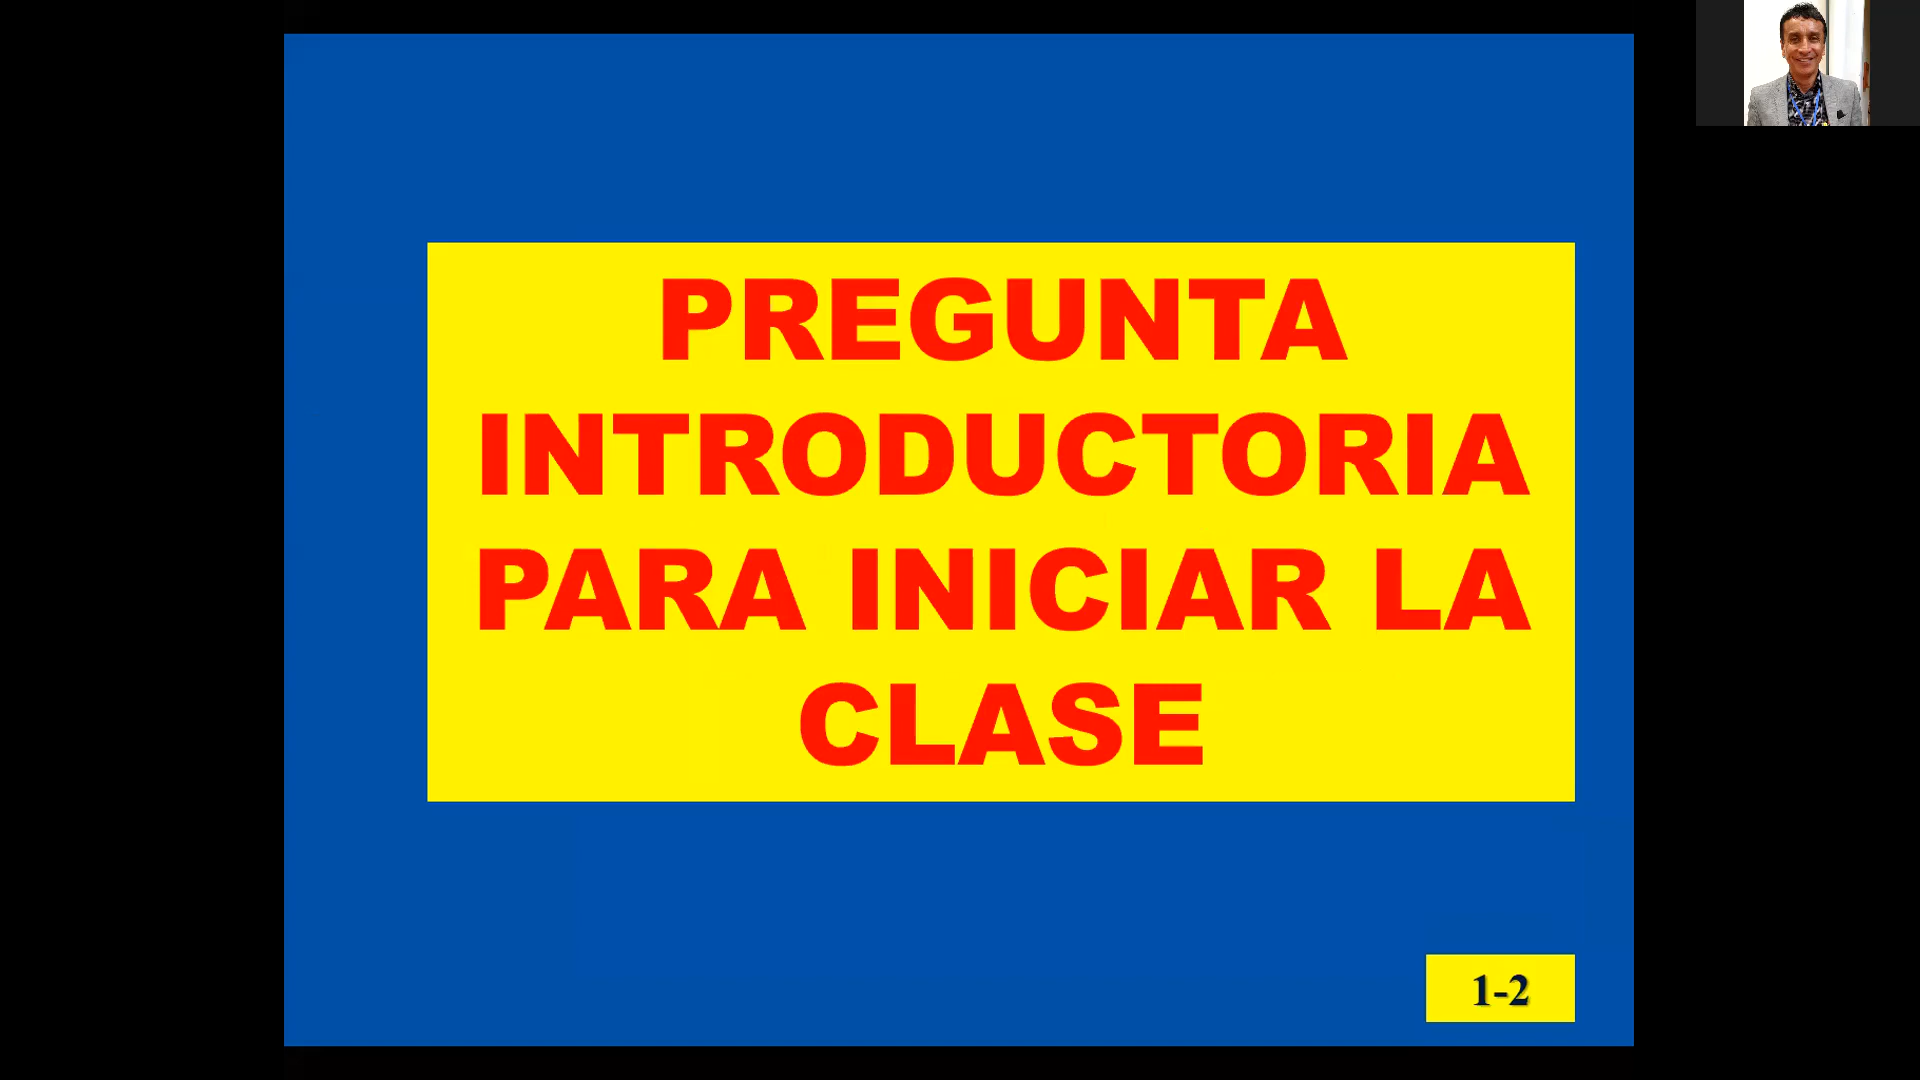 PREGUNTA
INTRODUCTORIA
PARA INICIAR LA
CLASE
1-2